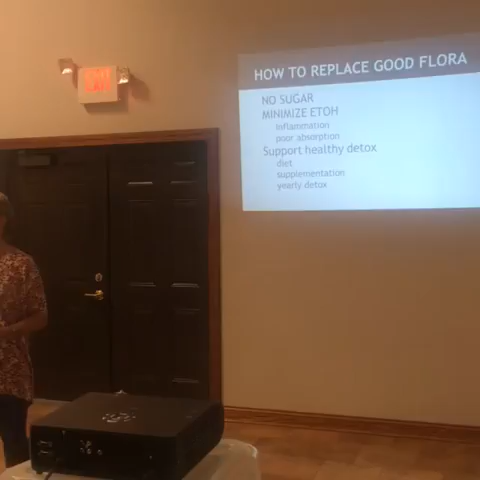 HOW TO REPLACE GOOD FLORA
NO SUGAR
MINIMIZE ETOH
inflammation
poor absorption
Support healthy detox
diet
supplementation
yearly detox